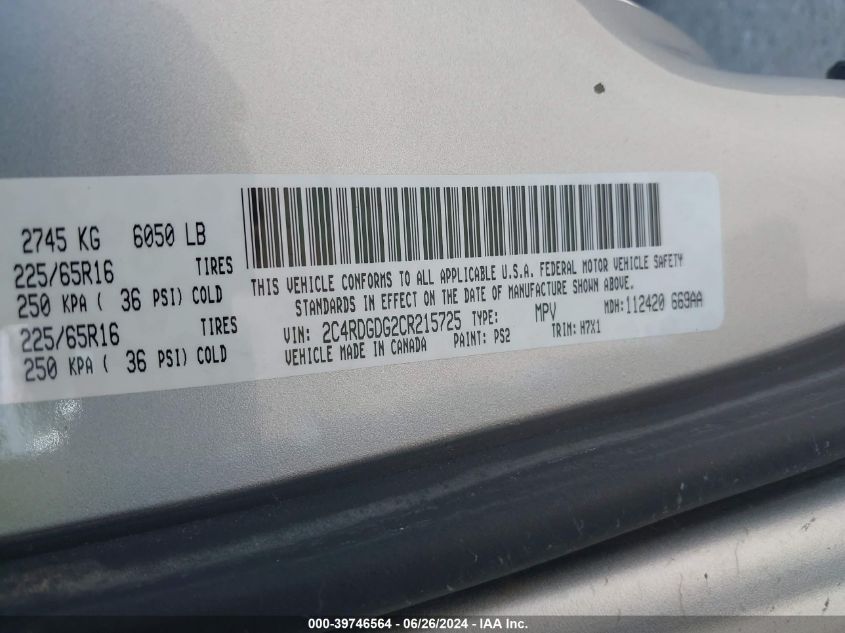 2745 KG 6050 LB
225/65R16 TIRES
250 KPA ( 36 PSI) COLD
225/65R16 TIRES
250 KPA ( 36 PSI) COLD
THIS VEHICLE CONFORMS TO ALL APPLICABLE U.S.A. FEDERAL MOTOR VEHICLE SAFETY
STANDARDS IN EFFECT ON THE DATE OF MANUFACTURE SHOWN ABOVE.
VIN: 2C4RDGDG2CR215725 TYPE: MPV MDH: 112420 669AA
VEHICLE MADE IN CANADA PAINT: PS2 TRIM: H7X1
000-39746564 / 06/26/2024 - IAA Inc.